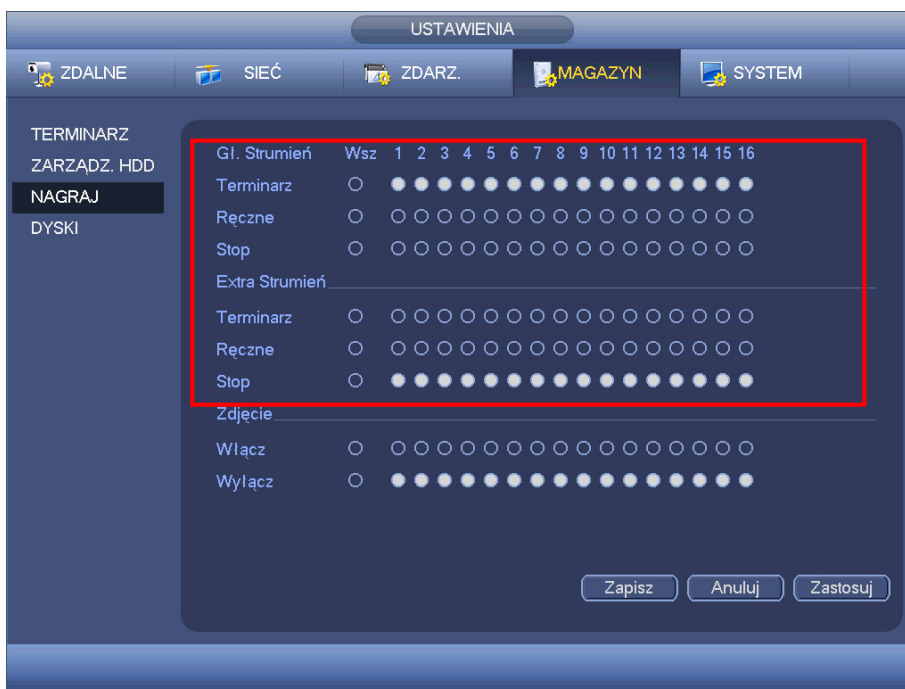 USTAWIENIA
ZDALNE SIEĆ ZDARZ. MAGAZYN SYSTEM
TERMINARZ
ZARZĄDZ. HDD
NAGRAJ
DYSKI
Gł. Strumień Wsz 1 2 3 4 5 6 7 8 9 10 11 12 13 14 15 16
Terminarz
Ręczne
Stop
Extra Strumień
Terminarz
Ręczne
Stop
Zdjęcie
Włącz
Wyłącz
Zapisz Anuluj Zastosuj